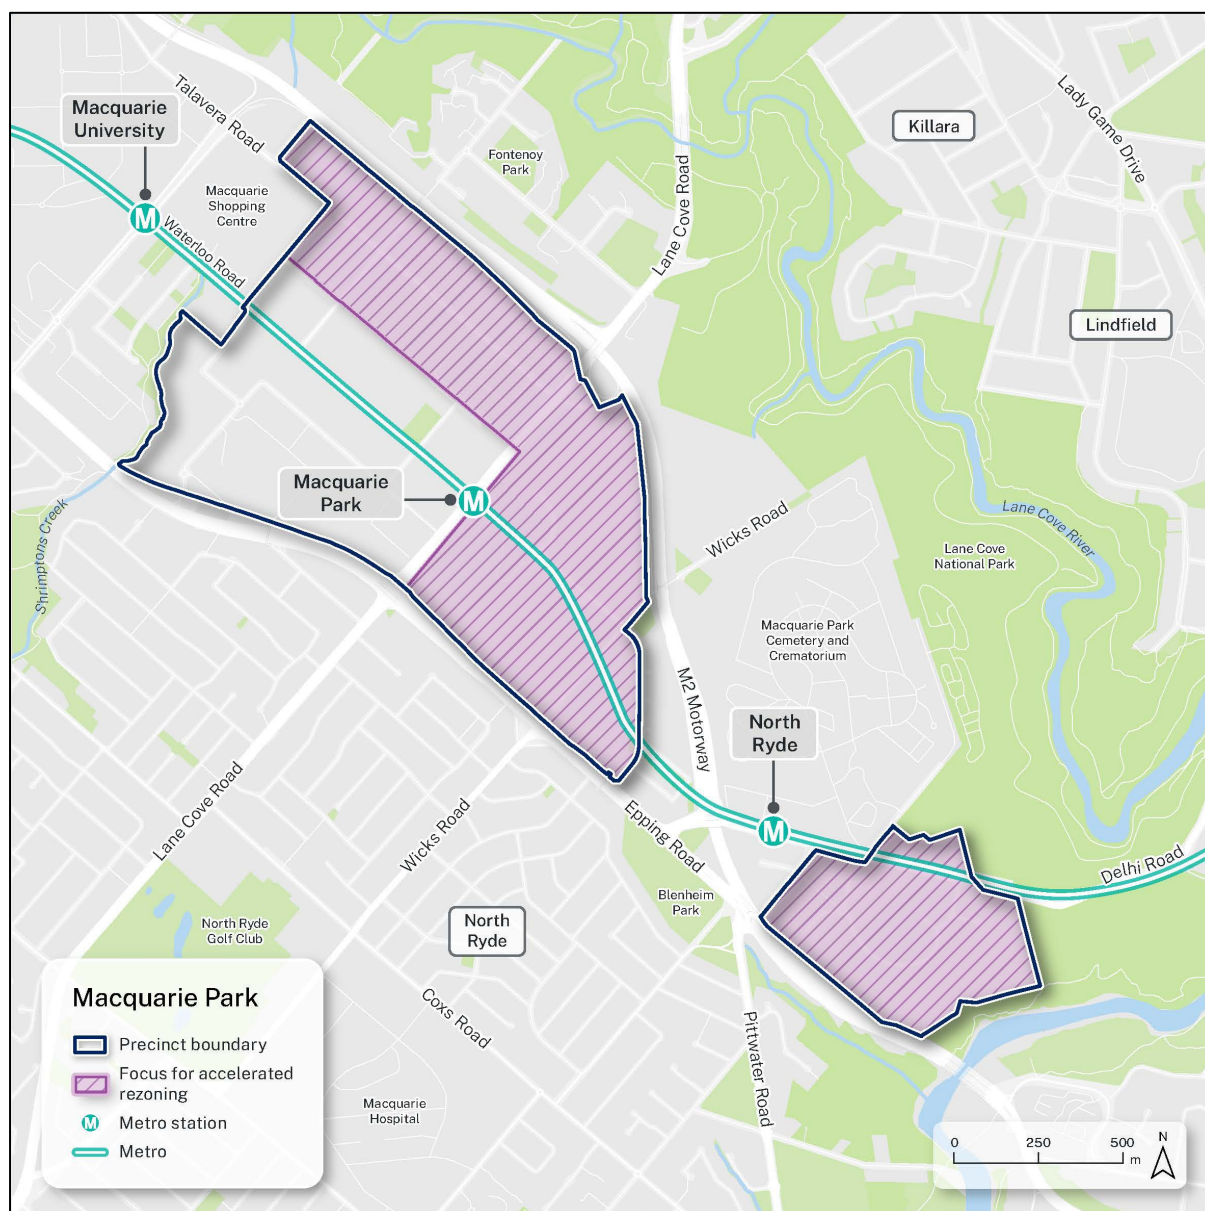 Macquarie
University
Talavera Road
Macquarie
Shopping
Centre
Waterloo Road
Fontenoy
Park
Lane Cove Road
Killara
Lady Game Drive
Lindfield
Macquarie
Park
M
M
Shrimptons Creek
Wicks Road
Lane Cove River
Lane Cove
National Park
Macquarie Park
Cemetery and
Crematorium
M2 Motorway
North
Ryde
M
Lane Cove Road
Wicks Road
Epping Road
Delhi Road
Blenheim
Park
North Ryde
Golf Club
North
Ryde
Coxs Road
Pittwater Road
Macquarie
Hospital
Macquarie Park
Precinct boundary
Focus for accelerated
rezoning
M Metro station
Metro
0 250 500
m
N